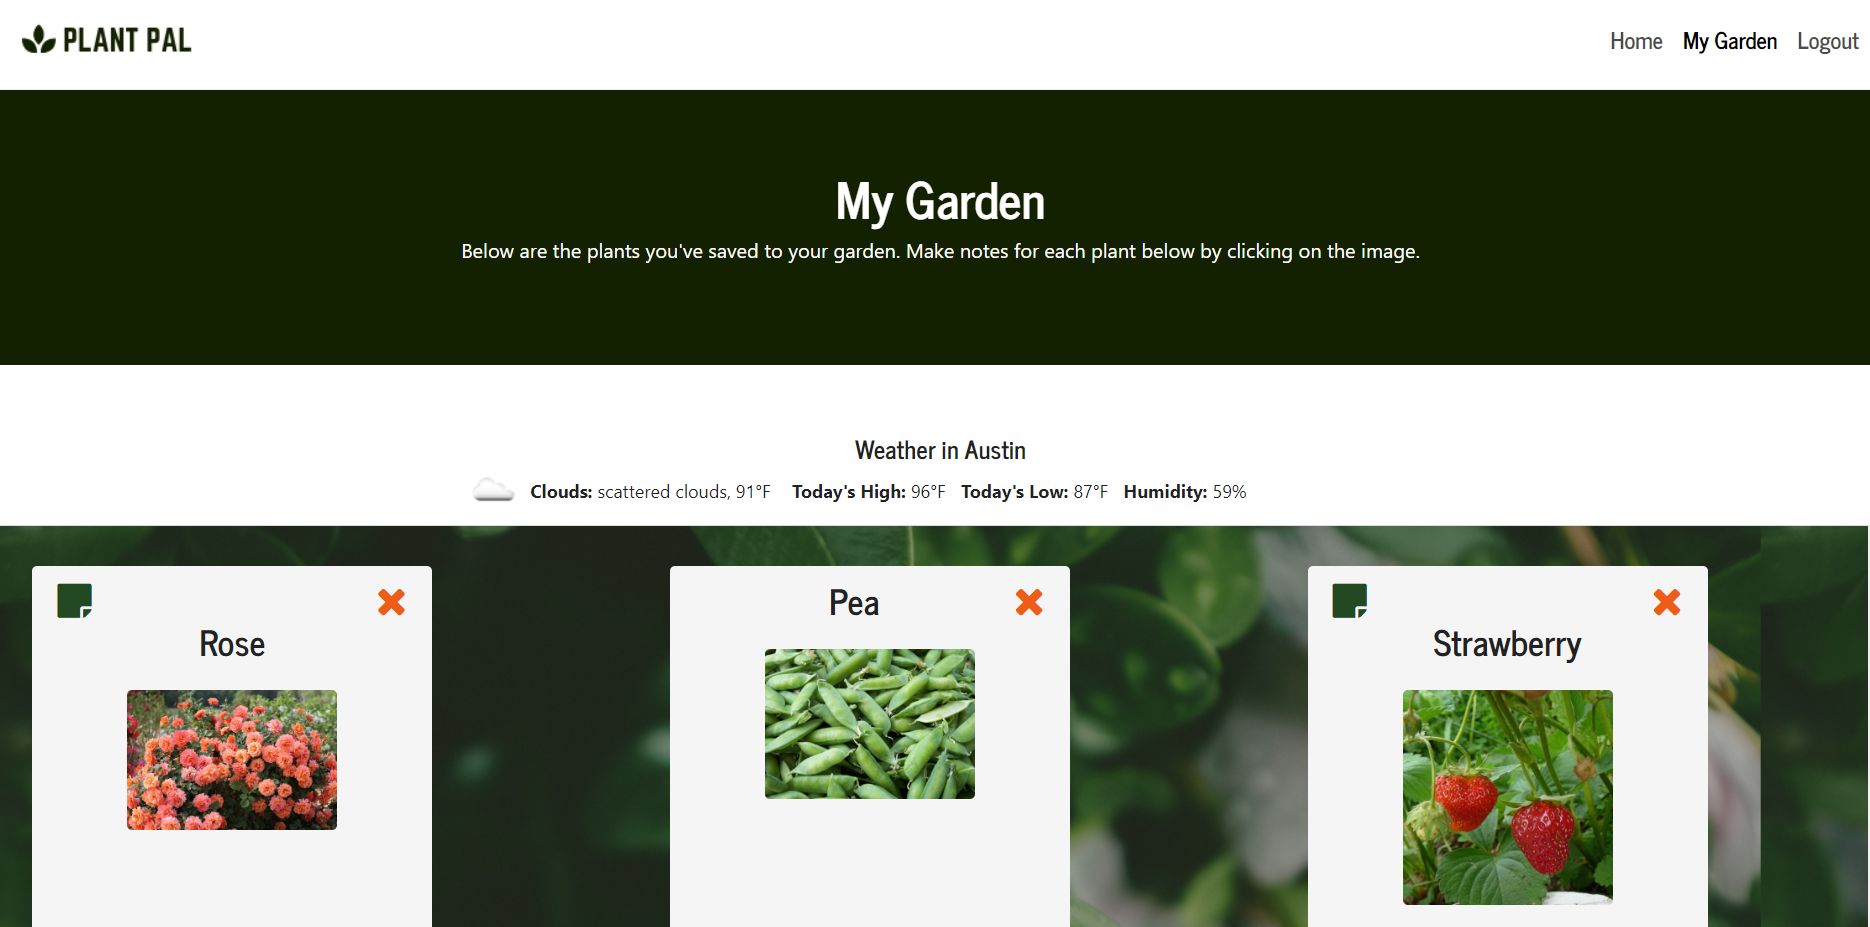 PLANT PAL
Home My Garden Logout
My Garden
Below are the plants you've saved to your garden. Make notes for each plant below by clicking on the image.
Weather in Austin
Clouds: scattered clouds, 91°F Today's High: 96°F Today's Low: 87°F Humidity: 59%
Rose
Pea
Strawberry